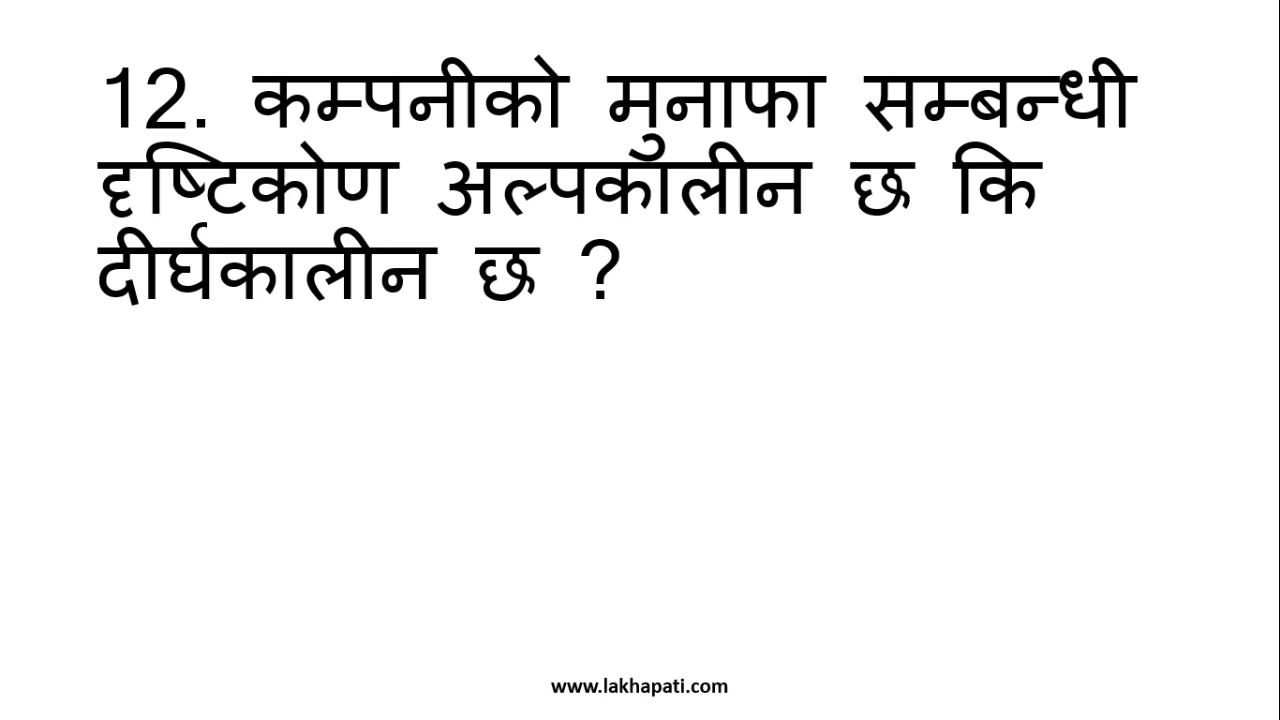 12. कम्पनीको मुनाफा सम्बन्धी
दृष्टिकोण अल्पकालीन छ कि
दीर्घकालीन छ ?
www.lakhapati.com